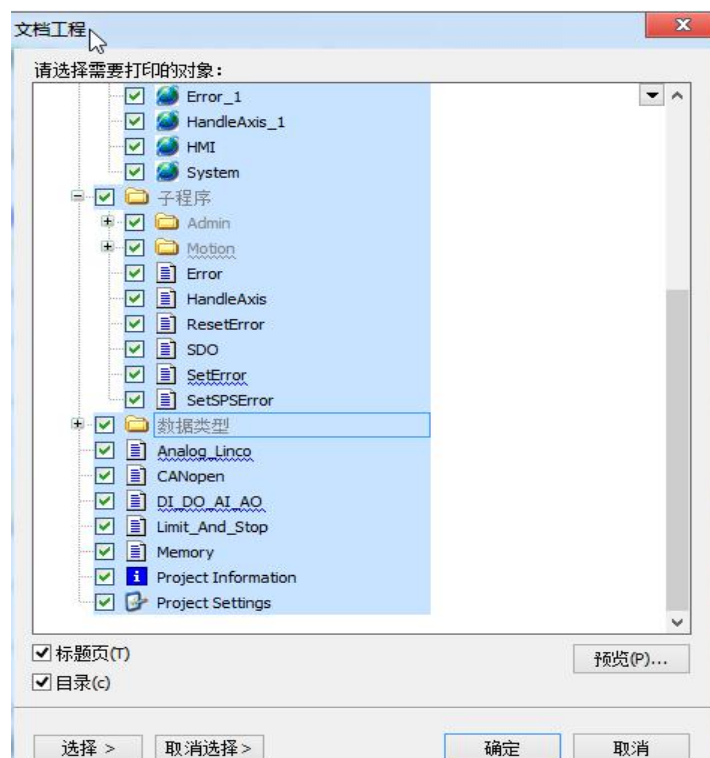 文档工程
请选择需要打印的对象：
Error_1
HandleAxis_1
HMI
System
子程序
Admin
Motion
Error
HandleAxis
ResetError
SDO
SetError
SetSPSError
数据类型
Analog_Linco
CANopen
DI_DO_AI_AO
Limit_And_Stop
Memory
Project Information
Project Settings
标题页(T)
预览(P)...
目录(c)
选择 >
取消选择>
确定
取消